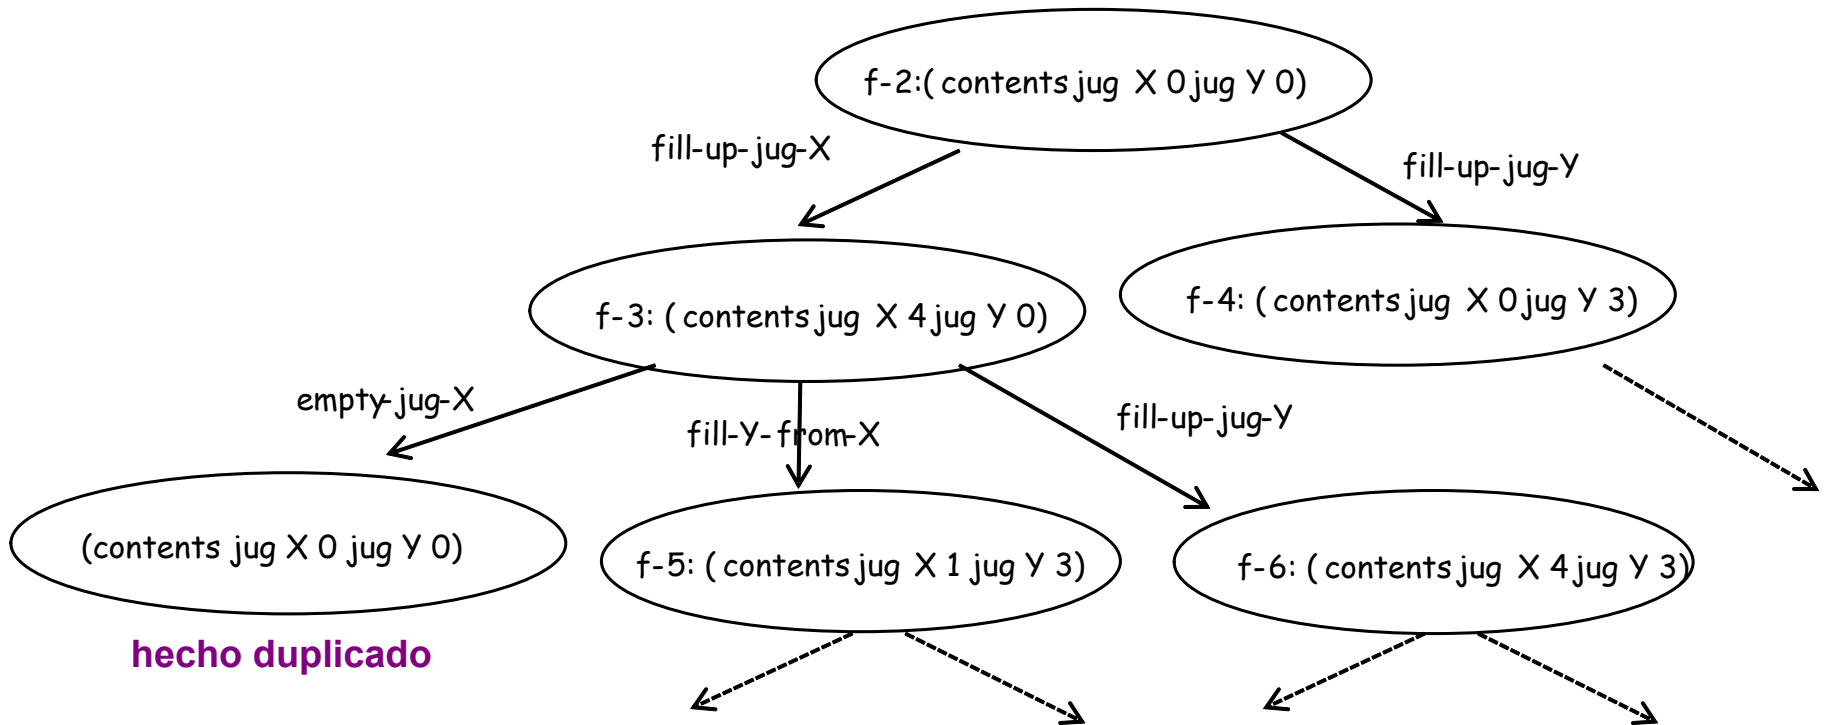 f-2:( contents jug X 0 jug Y 0)
fill-up-jug-X
fill-up-jug-Y
f-3: ( contents jug X 4 jug Y 0)
f-4: ( contents jug X 0 jug Y 3)
empty-jug-X
fill-Y-from-X
fill-up-jug-Y
(contents jug X 0 jug Y 0)
f-5: ( contents jug X 1 jug Y 3)
f-6: ( contents jug X 4 jug Y 3)
hecho duplicado